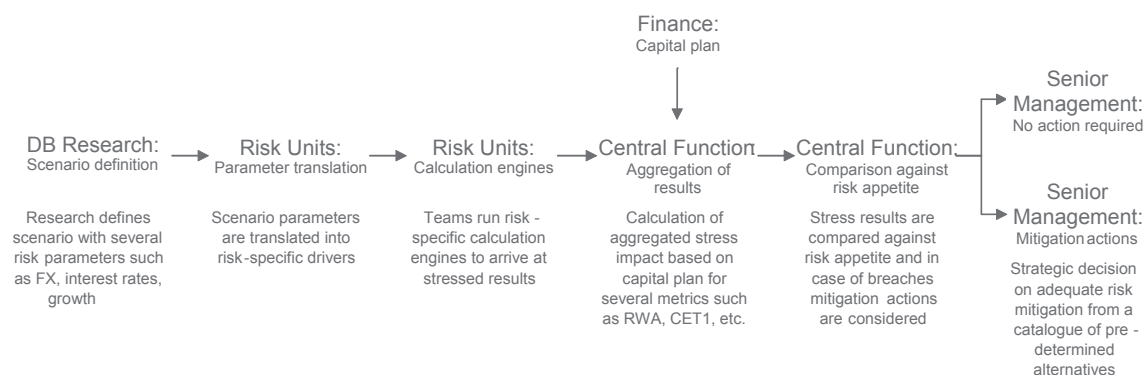 Finance:
Capital plan
DB Research:
Scenario definition
Research defines
scenario with several
risk parameters such
as FX, interest rates,
growth
Risk Units:
Parameter translation
Scenario parameters
are translated into
risk-specific drivers
Risk Units:
Calculation engines
Teams run risk -
specific calculation
engines to arrive at
stressed results
Central Function:
Aggregation of
results
Calculation of
aggregated stress
impact based on
capital plan for
several metrics such
as RWA, CET1, etc.
Central Function:
Comparison against
risk appetite
Stress results are
compared against
risk appetite and in
case of breaches
mitigation actions
are considered
Senior
Management:
No action required
Senior
Management:
Mitigation actions
Strategic decision
on adequate risk
mitigation from a
catalogue of pre -
determined
alternatives